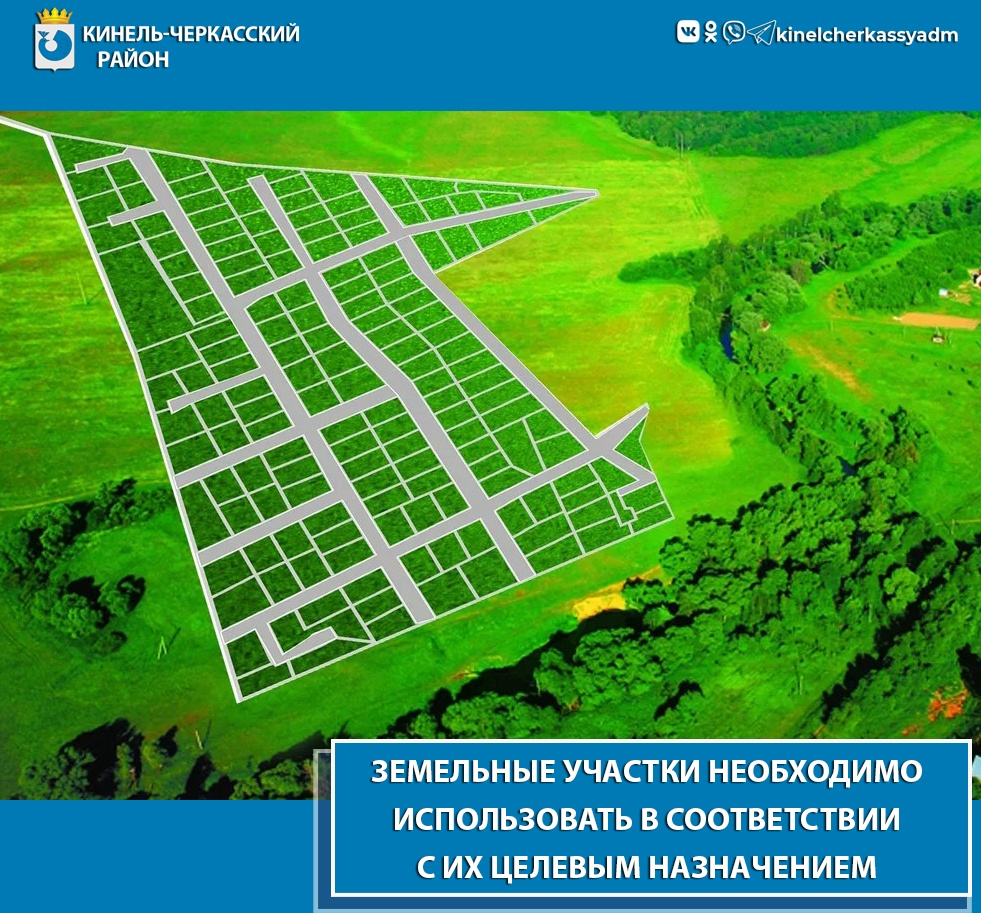 КИНЕЛЬ-ЧЕРКАССКИЙ
РАЙОН
kinelcherkassyadm
ЗЕМЕЛЬНЫЕ УЧАСТКИ НЕОБХОДИМО
ИСПОЛЬЗОВАТЬ В СООТВЕТСТВИИ
С ИХ ЦЕЛЕВЫМ НАЗНАЧЕНИЕМ